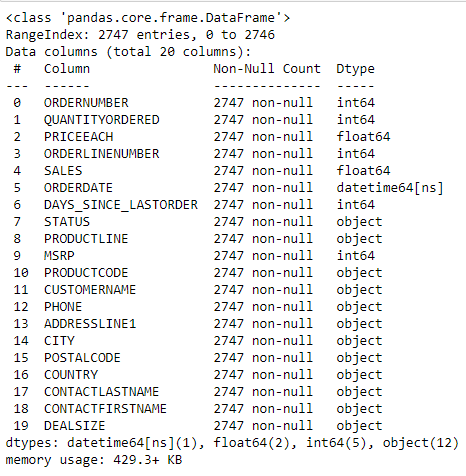 <class 'pandas.core.frame.DataFrame'>
RangeIndex: 2747 entries, 0 to 2746
Data columns (total 20 columns):
 #   Column              Non-Null Count  Dtype
---  ------              --------------  -----
 0   ORDERNUMBER         2747 non-null   int64
 1   QUANTITYORDERED     2747 non-null   int64
 2   PRICEEACH           2747 non-null   float64
 3   ORDERLINENUMBER     2747 non-null   int64
 4   SALES               2747 non-null   float64
 5   ORDERDATE           2747 non-null   datetime64[ns]
 6   DAYS_SINCE_LASTORDER  2747 non-null   int64
 7   STATUS              2747 non-null   object
 8   PRODUCTLINE         2747 non-null   object
 9   MSRP                2747 non-null   int64
 10  PRODUCTCODE         2747 non-null   object
 11  CUSTOMERNAME        2747 non-null   object
 12  PHONE               2747 non-null   object
 13  ADDRESSLINE1        2747 non-null   object
 14  CITY                2747 non-null   object
 15  POSTALCODE          2747 non-null   object
 16  COUNTRY             2747 non-null   object
 17  CONTACTLASTNAME     2747 non-null   object
 18  CONTACTFIRSTNAME    2747 non-null   object
 19  DEALSIZE            2747 non-null   object
dtypes: datetime64[ns](1), float64(2), int64(5), object(12)
memory usage: 429.3+ KB